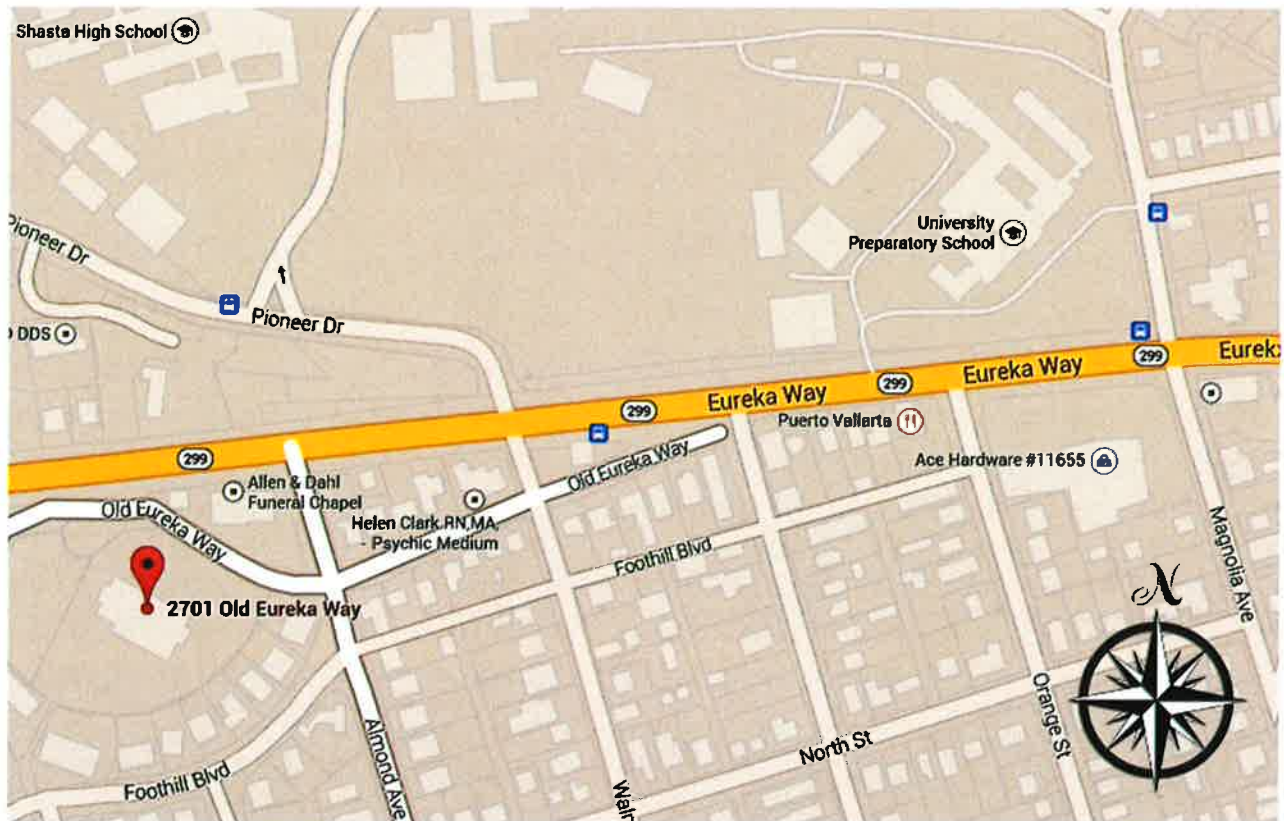 Shasta High School
Pioneer Dr
DDS
Pioneer Dr
University
Preparatory School
299
Eureka Way
299
Eureka Way
299
299
Puerto Vallarta
Ace Hardware #11655
Allen & Dahl
Funeral Chapel
Old Eureka Way
Helen Clark.RN,MA,
- Psychic Medium
Old Eureka Way
Foothill Blvd
2701 Old Eureka Way
Magnolia Ave
N
Orange St
North St
Almond Ave
Foothill Blvd